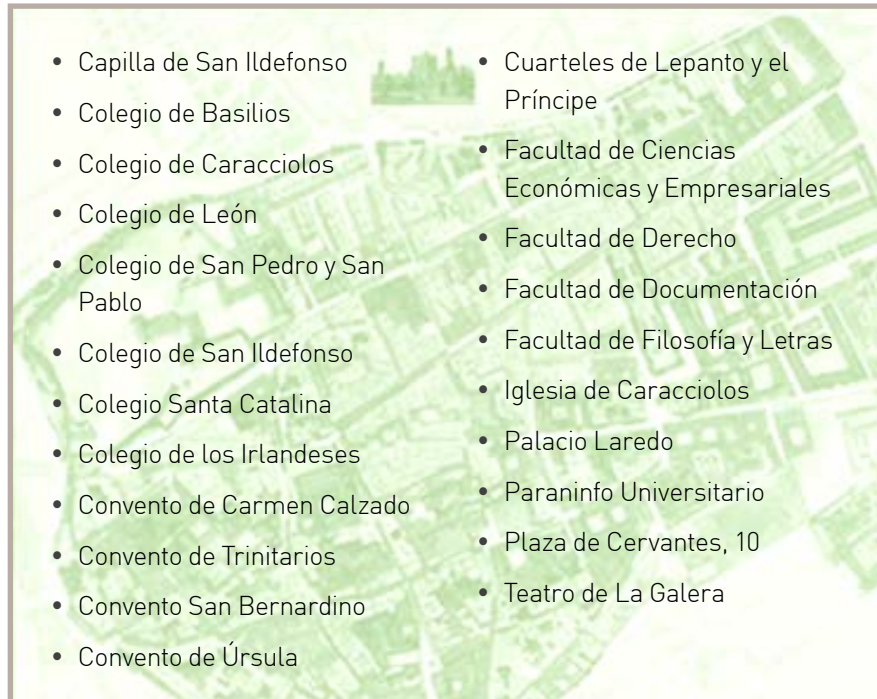 • Capilla de San Ildefonso
• Colegio de Basilios
• Colegio de Caracciolos
• Colegio de León
• Colegio de San Pedro y San
Pablo
• Colegio de San Ildefonso
• Colegio Santa Catalina
• Colegio de los Irlandeses
• Convento de Carmen Calzado
• Convento de Trinitarios
• Convento San Bernardino
• Convento de Úrsula
• Cuarteles de Lepanto y el
Príncipe
• Facultad de Ciencias
Económicas y Empresariales
• Facultad de Derecho
• Facultad de Documentación
• Facultad de Filosofía y Letras
• Iglesia de Caracciolos
• Palacio Laredo
• Paraninfo Universitario
• Plaza de Cervantes, 10
• Teatro de La Galera